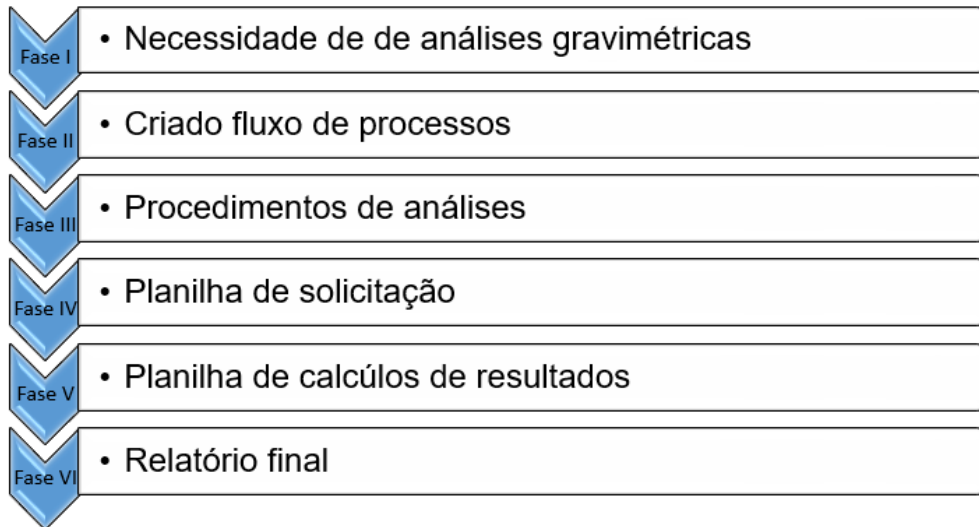 Fase I
• Necessidade de de análises gravimétricas
Fase II
• Criado fluxo de processos
Fase III
• Procedimentos de análises
Fase IV
• Planilha de solicitação
Fase V
• Planilha de calcúlos de resultados
Fase VI
• Relatório final